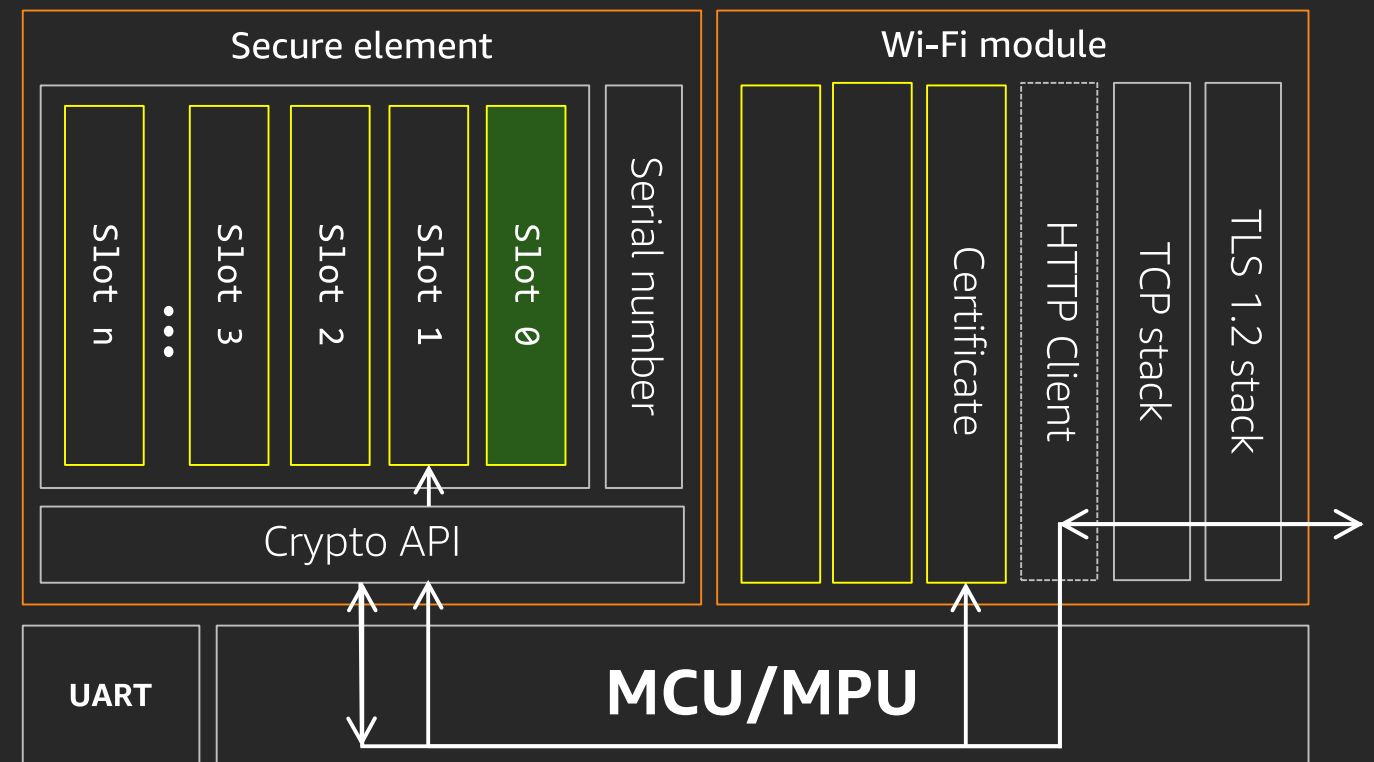 Secure element
Wi-Fi module
Slot n
Slot 3
Slot 2
Slot 1
Slot 0
Serial number
Certificate
HTTP Client
TCP stack
TLS 1.2 stack
Crypto API
UART
MCU/MPU